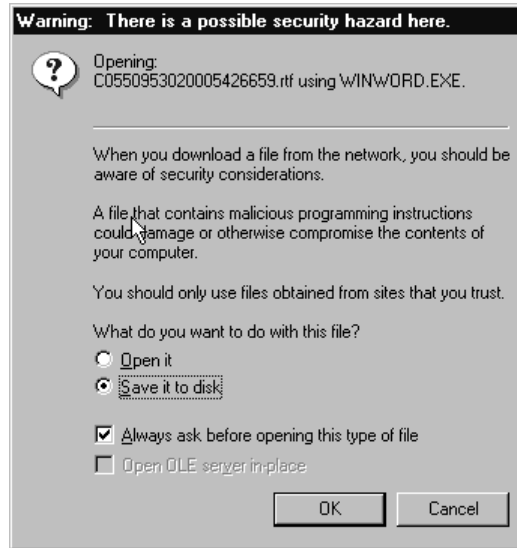 Warning: There is a possible security hazard here.
Opening:
C0550953020005426659.rtf using WINWORD.EXE.
When you download a file from the network, you should be
aware of security considerations.
A file that contains malicious programming instructions
could damage or otherwise compromise the contents of
your computer.
You should only use files obtained from sites that you trust.
What do you want to do with this file?
Open it
Save it to disk
Always ask before opening this type of file
Open OLE server in-place
OK Cancel